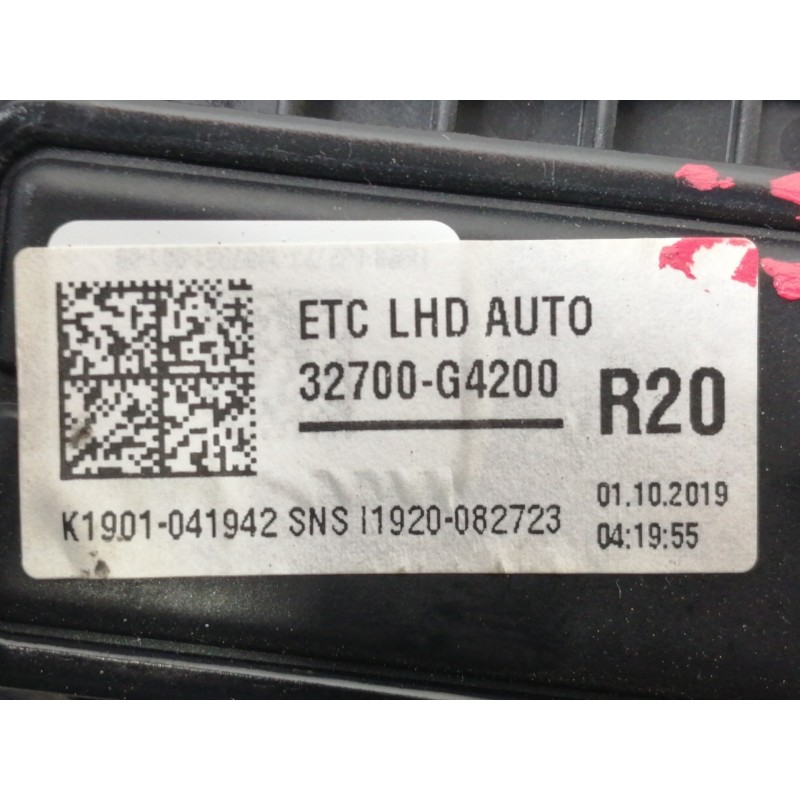 ETC LHD AUTO
32700-G4200
R20
01.10.2019
K1901-041942 SNS I1920-082723
04:19:55